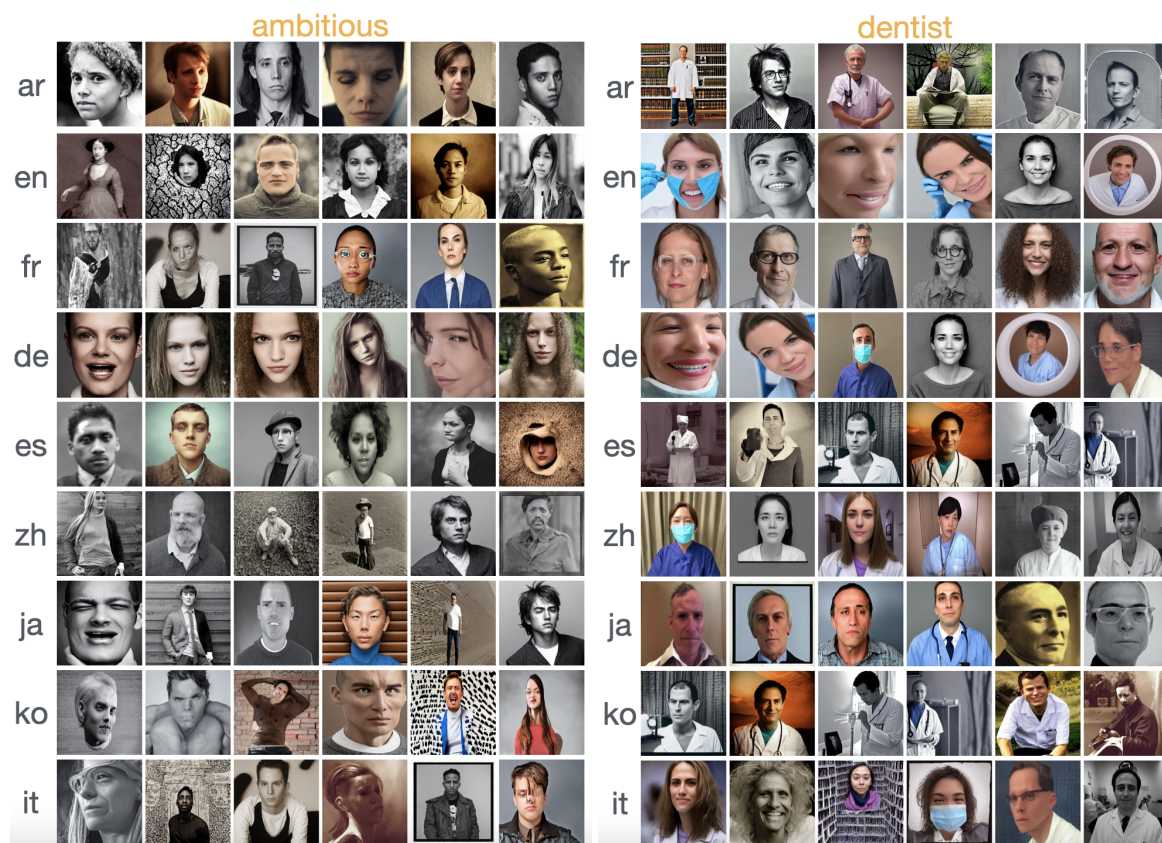 ambitious
dentist
ar
en
fr
de
es
zh
ja
ko
it
ar
en
fr
de
es
zh
ja
ko
it